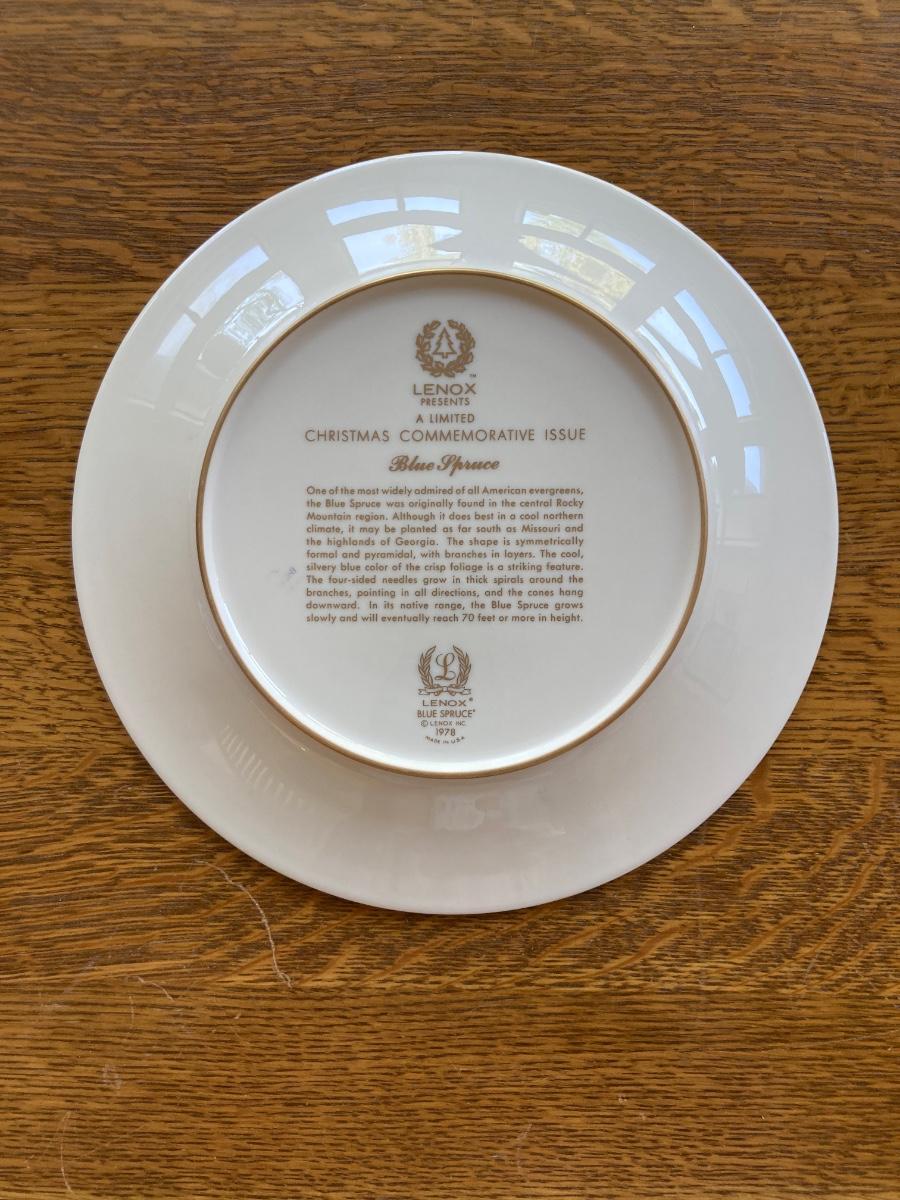 ™
LENOX
PRESENTS
A LIMITED
CHRISTMAS COMMEMORATIVE ISSUE
Blue Spruce
One of the most widely admired of all American evergreens,
the Blue Spruce was originally found in the central Rocky
Mountain region. Although it does best in a cool northern
climate, it may be planted as far south as Missouri and
the highlands of Georgia. The shape is symmetrically
formal and pyramidal, with branches in layers. The cool,
silvery blue color of the crisp foliage is a striking feature.
The four-sided needles grow in thick spirals around the
branches, pointing in all directions, and the cones hang
downward. In its native range, the Blue Spruce grows
slowly and will eventually reach 70 feet or more in height.
L
LENOX®
BLUE SPRUCE©
© LENOX INC.
1978
MADE IN U.S.A.